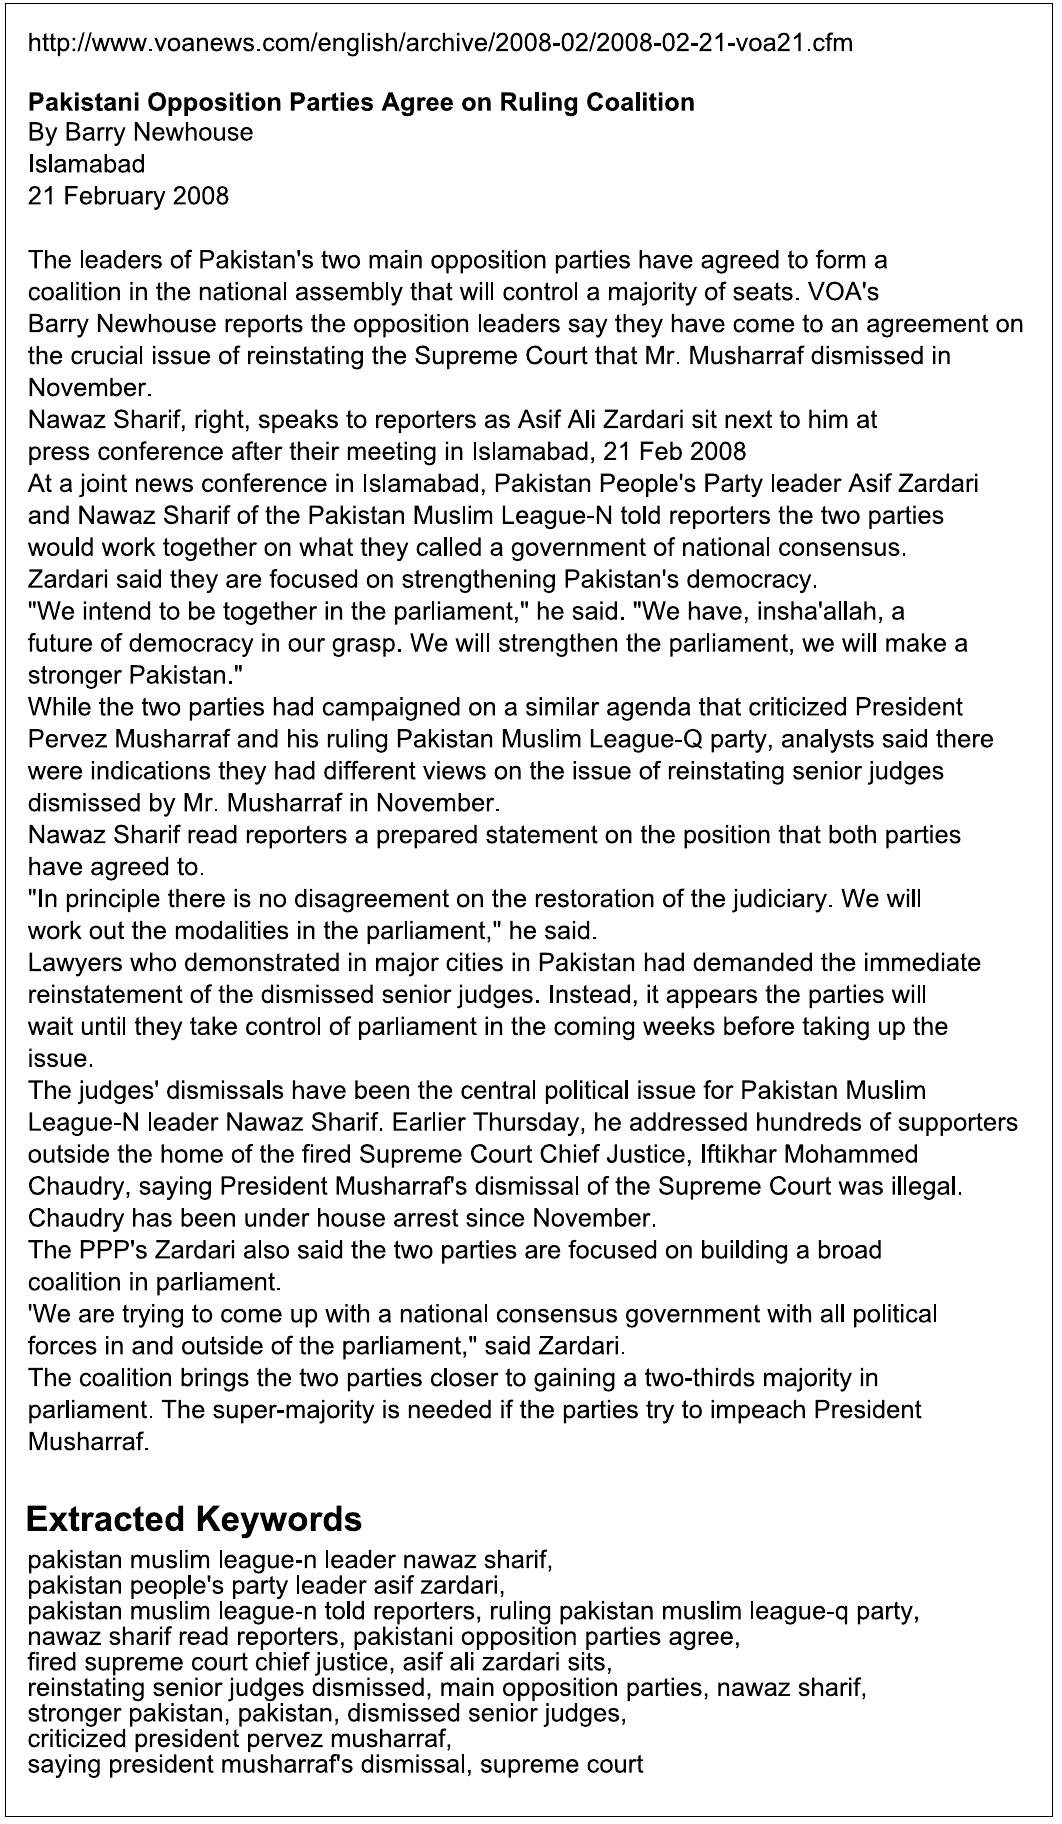 http://www.voanews.com/english/archive/2008-02/2008-02-21-voa21.cfm
Pakistani Opposition Parties Agree on Ruling Coalition
By Barry Newhouse
Islamabad
21 February 2008
The leaders of Pakistan's two main opposition parties have agreed to form a
coalition in the national assembly that will control a majority of seats. VOA's
Barry Newhouse reports the opposition leaders say they have come to an agreement on
the crucial issue of reinstating the Supreme Court that Mr. Musharraf dismissed in
November.
Nawaz Sharif, right, speaks to reporters as Asif Ali Zardari sit next to him at
press conference after their meeting in Islamabad, 21 Feb 2008
At a joint news conference in Islamabad, Pakistan People's Party leader Asif Zardari
and Nawaz Sharif of the Pakistan Muslim League-N told reporters the two parties
would work together on what they called a government of national consensus.
Zardari said they are focused on strengthening Pakistan's democracy.
"We intend to be together in the parliament," he said. "We have, insha'allah, a
future of democracy in our grasp. We will strengthen the parliament, we will make a
stronger Pakistan."
While the two parties had campaigned on a similar agenda that criticized President
Pervez Musharraf and his ruling Pakistan Muslim League-Q party, analysts said there
were indications they had different views on the issue of reinstating senior judges
dismissed by Mr. Musharraf in November.
Nawaz Sharif read reporters a prepared statement on the position that both parties
have agreed to.
"In principle there is no disagreement on the restoration of the judiciary. We will
work out the modalities in the parliament," he said.
Lawyers who demonstrated in major cities in Pakistan had demanded the immediate
reinstatement of the dismissed senior judges. Instead, it appears the parties will
wait until they take control of parliament in the coming weeks before taking up the
issue.
The judges' dismissals have been the central political issue for Pakistan Muslim
League-N leader Nawaz Sharif. Earlier Thursday, he addressed hundreds of supporters
outside the home of the fired Supreme Court Chief Justice, Iftikhar Mohammed
Chaudry, saying President Musharraf's dismissal of the Supreme Court was illegal.
Chaudry has been under house arrest since November.
The PPP's Zardari also said the two parties are focused on building a broad
coalition in parliament.
'We are trying to come up with a national consensus government with all political
forces in and outside of the parliament," said Zardari.
The coalition brings the two parties closer to gaining a two-thirds majority in
parliament. The super-majority is needed if the parties try to impeach President
Musharraf.
Extracted Keywords
pakistan muslim league-n leader nawaz sharif,
pakistan people's party leader asif zardari,
pakistan muslim league-n told reporters, ruling pakistan muslim league-q party,
nawaz sharif read reporters, pakistani opposition parties agree,
fired supreme court chief justice, asif ali zardari sits,
reinstating senior judges dismissed, main opposition parties, nawaz sharif,
stronger pakistan, pakistan, dismissed senior judges,
criticized president pervez musharraf,
saying president musharraf's dismissal, supreme court